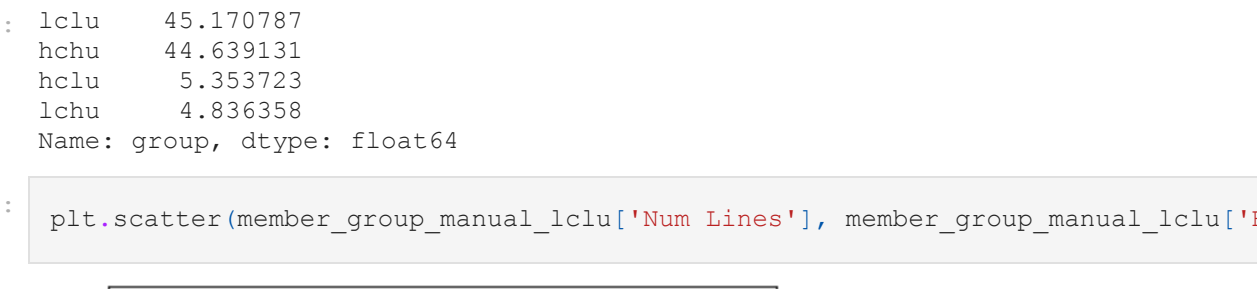 : lclu 45.170787
hchu 44.639131
hclu 5.353723
lchu 4.836358
Name: group, dtype: float64
: plt.scatter(member_group_manual_lclu['Num Lines'], member_group_manual_lclu['